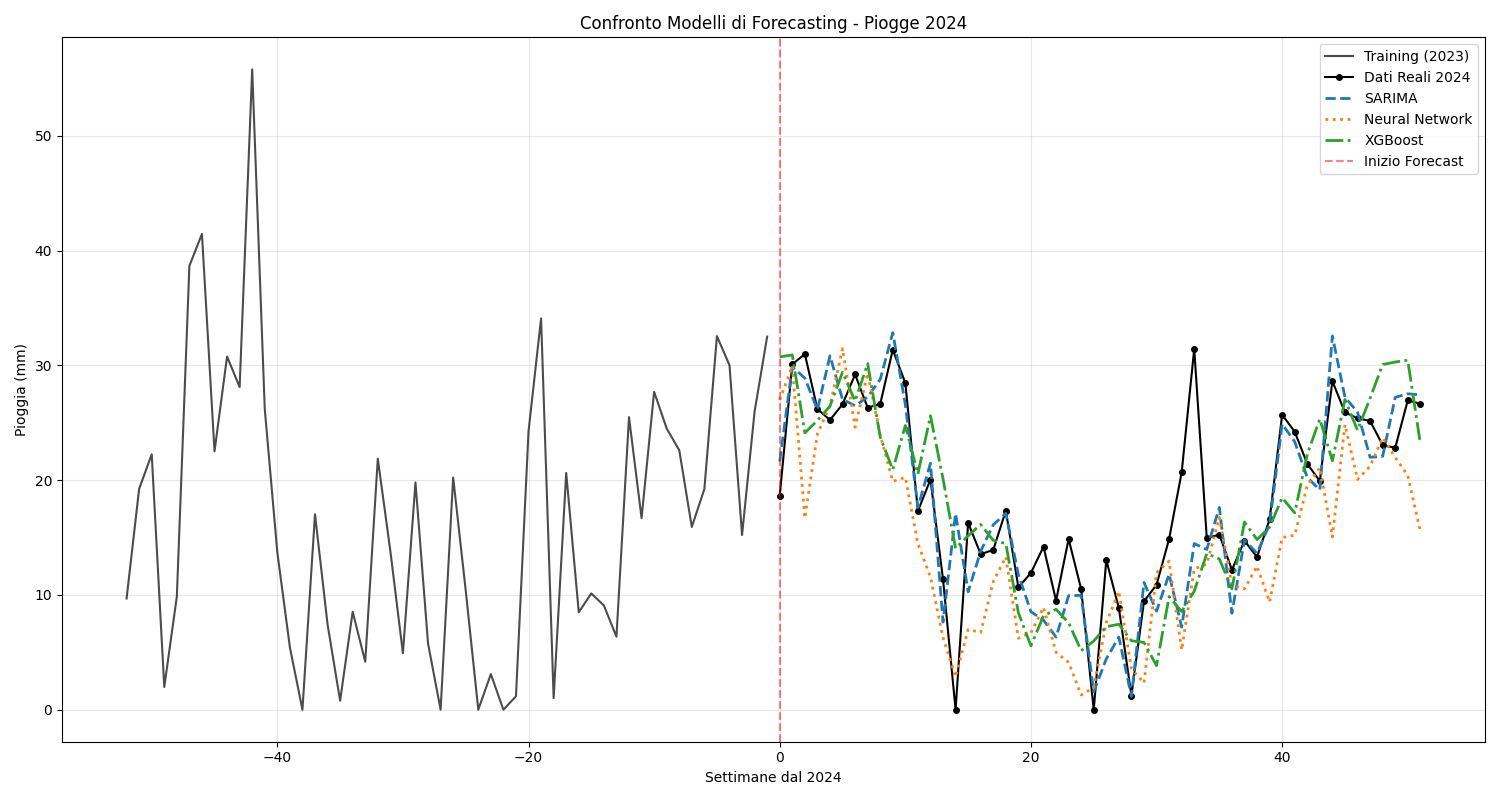 Confronto Modelli di Forecasting - Piogge 2024
Training (2023)
Dati Reali 2024
SARIMA
Neural Network
XGBoost
Inizio Forecast
Pioggia (mm)
50
40
30
20
10
0
−40
−20
0
20
40
Settimane dal 2024